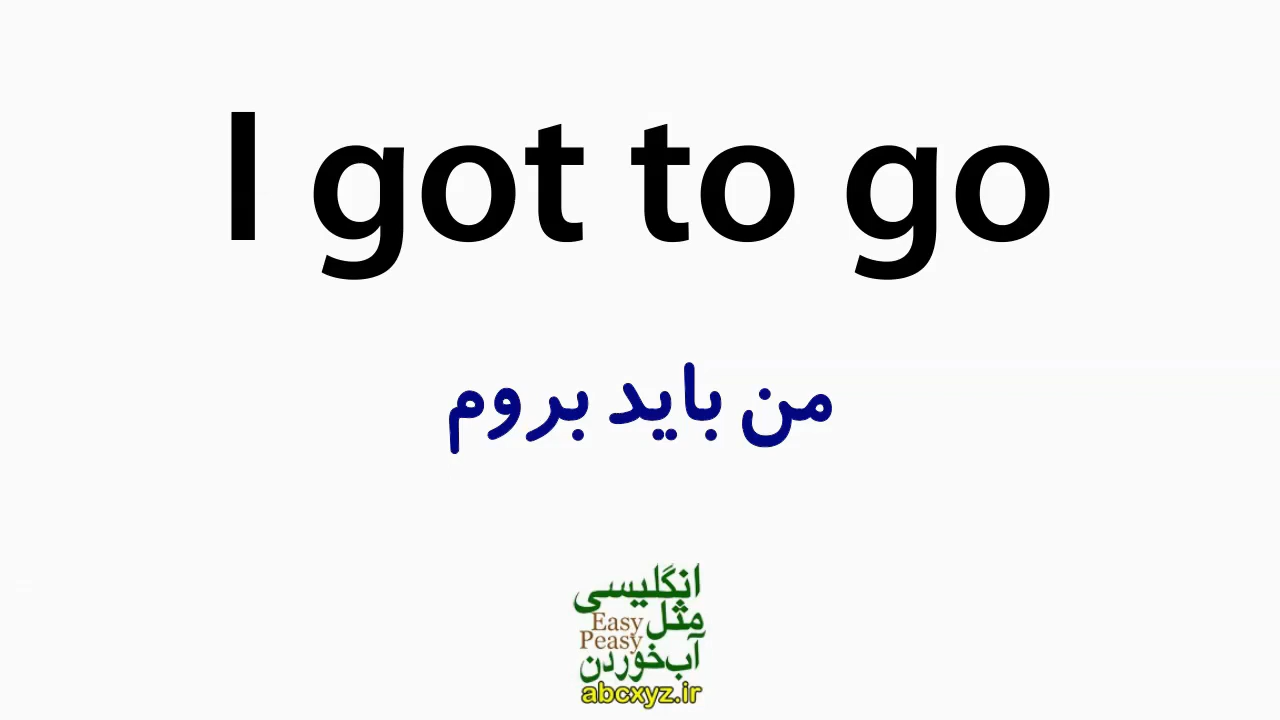 I got to go
من باید بروم
انگلیسی
مثل
Easy
Peasy
آب‌خوردن
abcxyz.ir